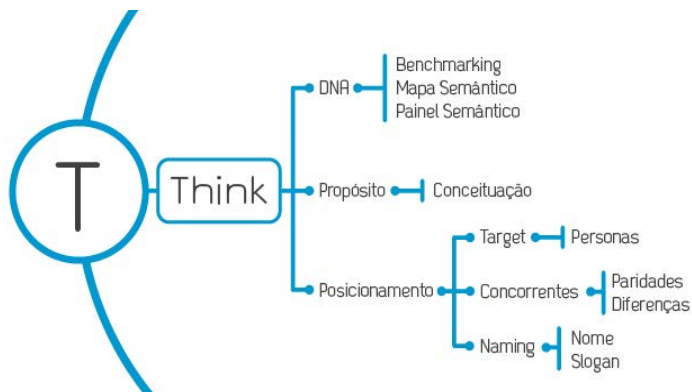 T
Think
DNA
Benchmarking
Mapa Semântico
Painel Semântico
Propósito
Conceituação
Posicionamento
Target
Personas
Concorrentes
Paridades
Diferenças
Naming
Nome
Slogan